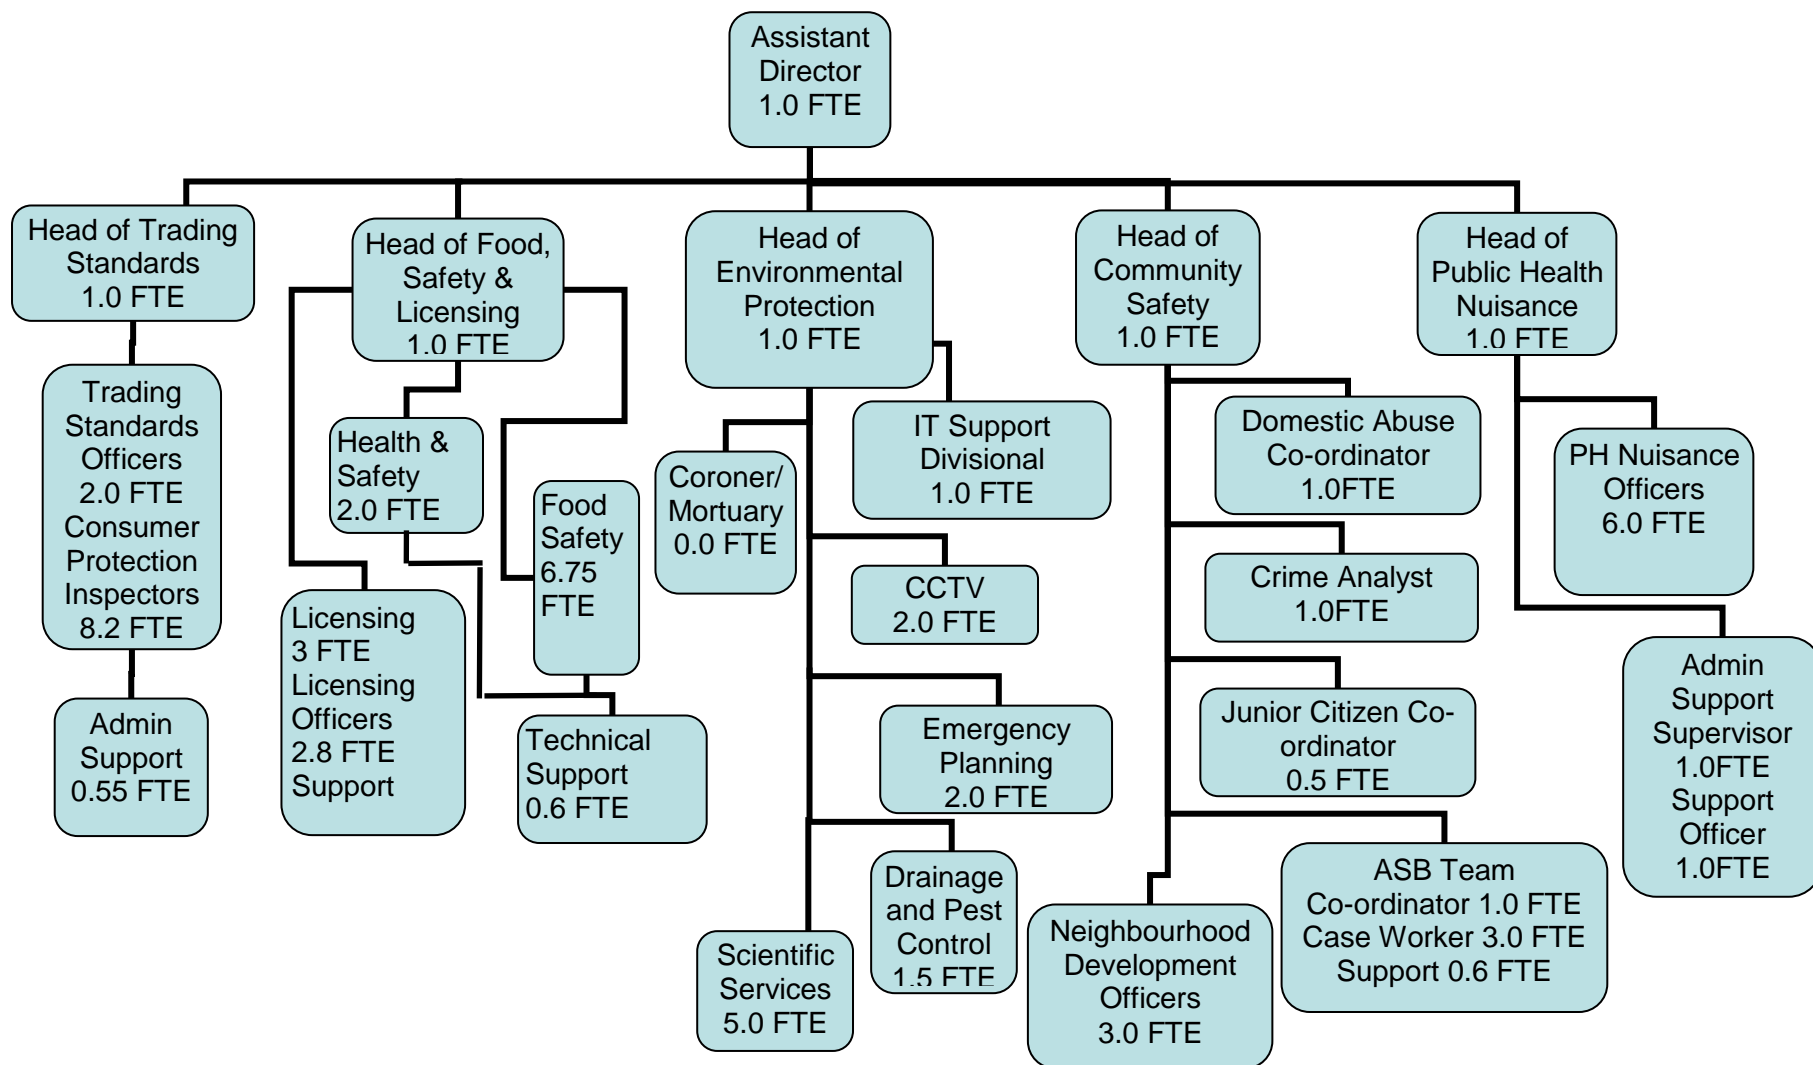 Assistant
Director
1.0 FTE
Head of Trading
Standards
1.0 FTE
Head of Food,
Safety &
Licensing
1.0 FTE
Head of
Environmental
Protection
1.0 FTE
Head of
Community
Safety
1.0 FTE
Head of
Public Health
Nuisance
1.0 FTE
Trading
Standards
Officers
2.0 FTE
Consumer
Protection
Inspectors
8.2 FTE
Admin
Support
0.55 FTE
Health &
Safety
2.0 FTE
Licensing
3 FTE
Licensing
Officers
2.8 FTE
Support
Food
Safety
6.75
FTE
Technical
Support
0.6 FTE
Coroner/
Mortuary
0.0 FTE
IT Support
Divisional
1.0 FTE
CCTV
2.0 FTE
Emergency
Planning
2.0 FTE
Drainage
and Pest
Control
1.5 FTE
Scientific
Services
5.0 FTE
Domestic Abuse
Co-ordinator
1.0FTE
Crime Analyst
1.0FTE
Junior Citizen Co-
ordinator
0.5 FTE
ASB Team
Co-ordinator 1.0 FTE
Case Worker 3.0 FTE
Support 0.6 FTE
Neighbourhood
Development
Officers
3.0 FTE
PH Nuisance
Officers
6.0 FTE
Admin
Support
Supervisor
1.0FTE
Support
Officer
1.0FTE